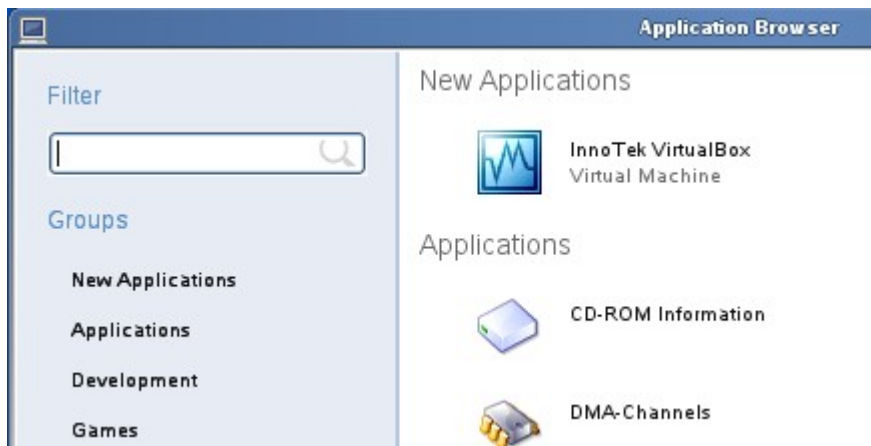 Application Browser
Filter
Groups
New Applications
Applications
Development
Games
New Applications
InnoTek VirtualBox
Virtual Machine
Applications
CD-ROM Information
DMA-Channels